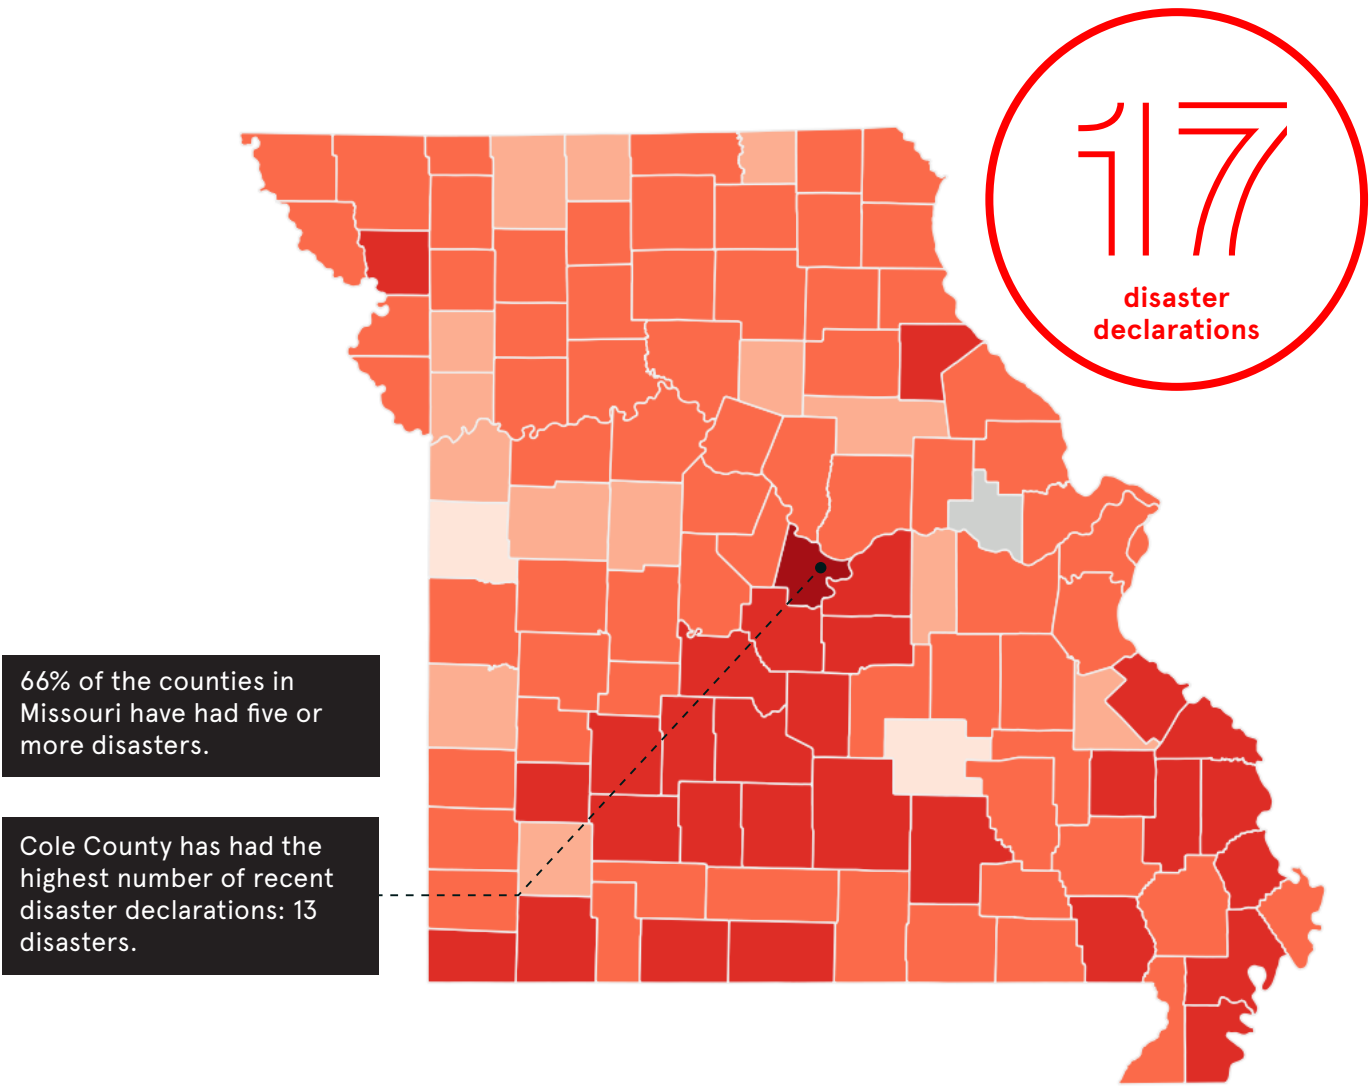 17
disaster
declarations
66% of the counties in
Missouri have had five or
more disasters.
Cole County has had the
highest number of recent
disaster declarations: 13
disasters.